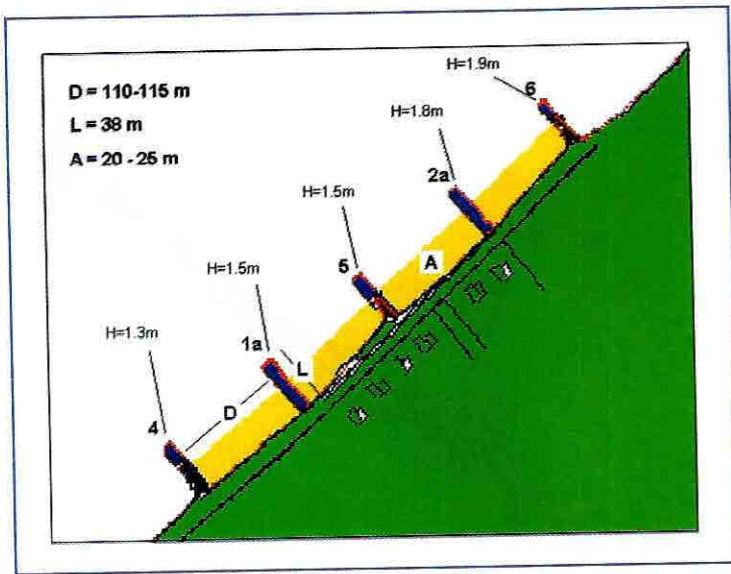 D = 110-115 m
L = 38 m
A = 20 - 25 m
H=1.9m
6
H=1.8m
2a
H=1.5m
5
A
H=1.5m
1a
L
H=1.3m
D
4